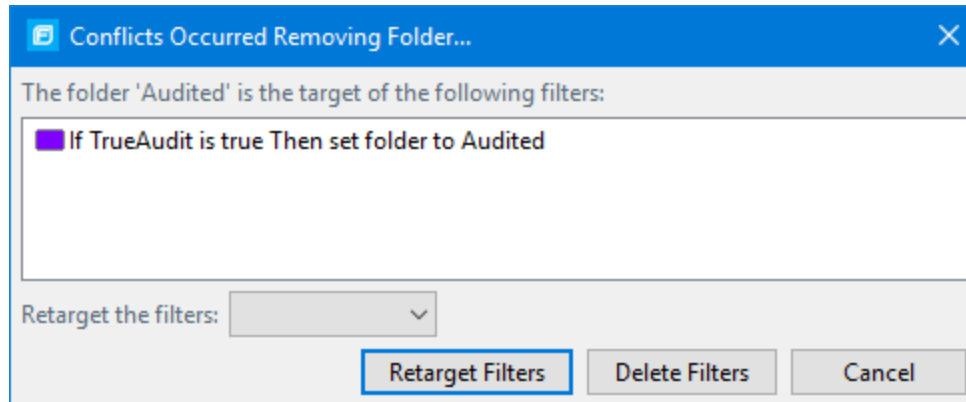 Conflicts Occurred Removing Folder...
The folder 'Audited' is the target of the following filters:
If TrueAudit is true Then set folder to Audited
Retarget the filters:
Retarget Filters Delete Filters Cancel